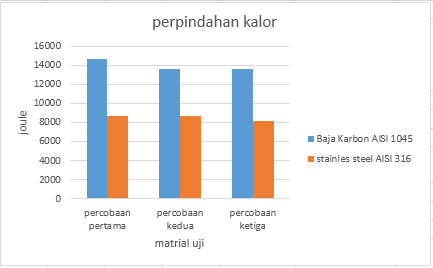 perpindahan kalor
16000
14000
12000
10000
8000
6000
4000
2000
0
joule
percobaan pertama
percobaan kedua
percobaan ketiga
matrial uji
Baja Karbon AISI 1045
stainles steel AISI 316